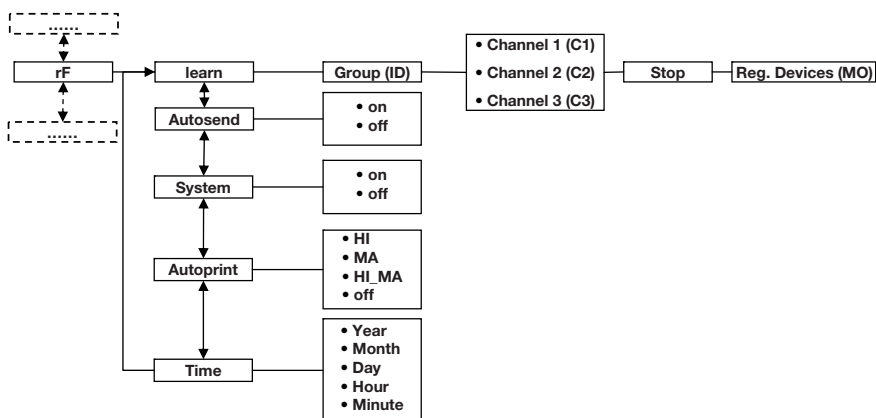 ......
rF
......
learn
Group (ID)
• Channel 1 (C1)
• Channel 2 (C2)
• Channel 3 (C3)
Stop
Reg. Devices (MO)
Autosend
• on
• off
System
• on
• off
Autoprint
• HI
• MA
• HI_MA
• off
Time
• Year
• Month
• Day
• Hour
• Minute